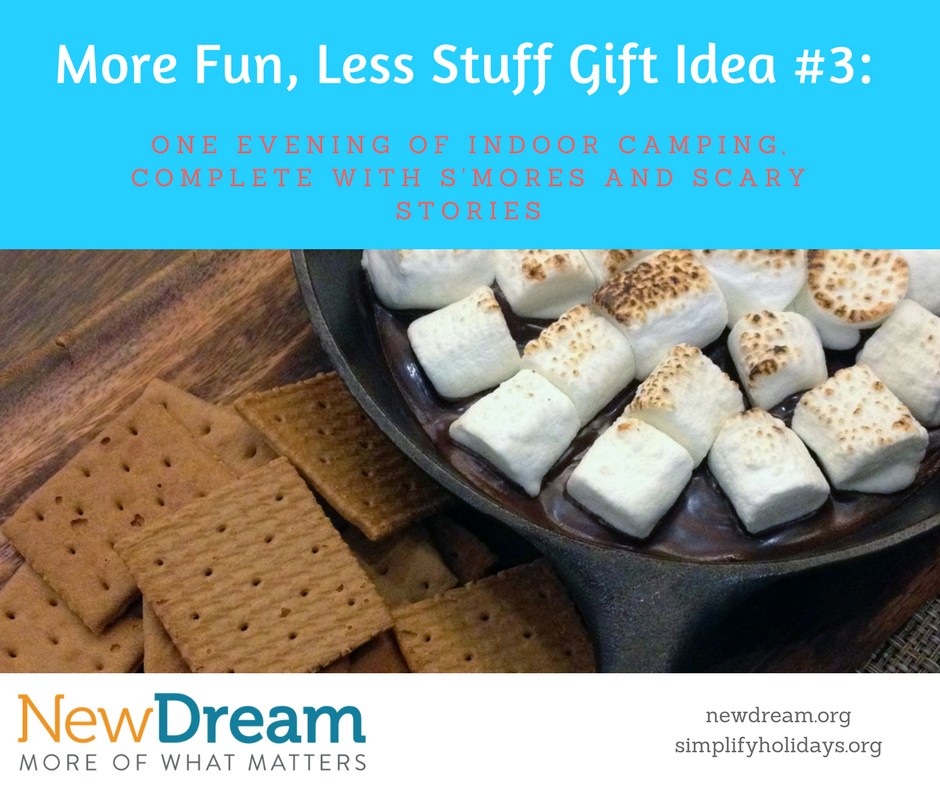 More Fun, Less Stuff Gift Idea #3:
ONE EVENING OF INDOOR CAMPING,
COMPLETE WITH S'MORES AND SCARY
STORIES
NewDream
MORE OF WHAT MATTERS
newdream.org
simplifyholidays.org